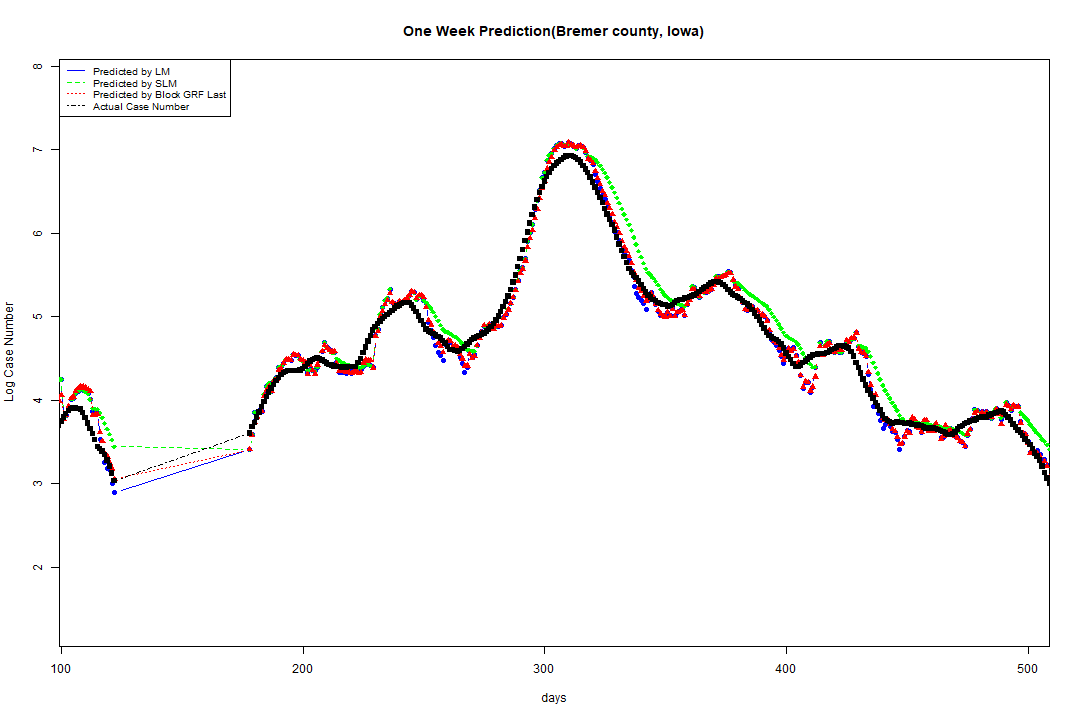 One Week Prediction(Bremer county, Iowa)
Predicted by LM
Predicted by SLM
Predicted by Block GRF Last
Actual Case Number
Log Case Number
8
7
6
5
4
3
2
100 200 300 400 500
days